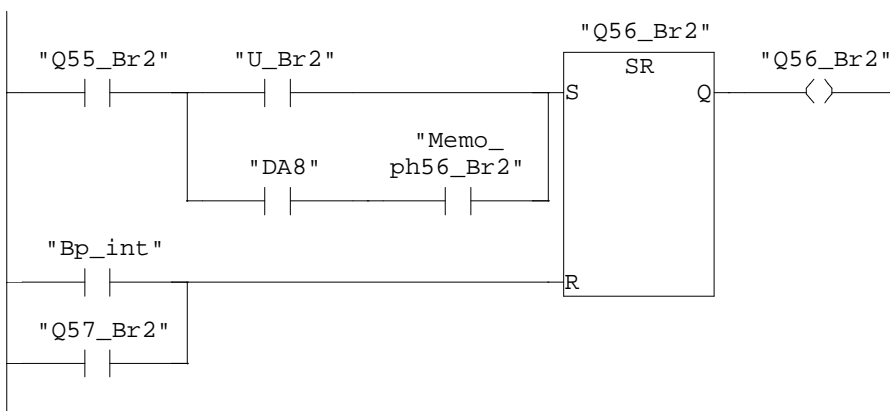 "Q56_Br2"
"Q55_Br2" "U_Br2" SR "Q56_Br2"
S Q
"Memo_
"DA8" ph56_Br2"
"Bp_int"
R
"Q57_Br2"